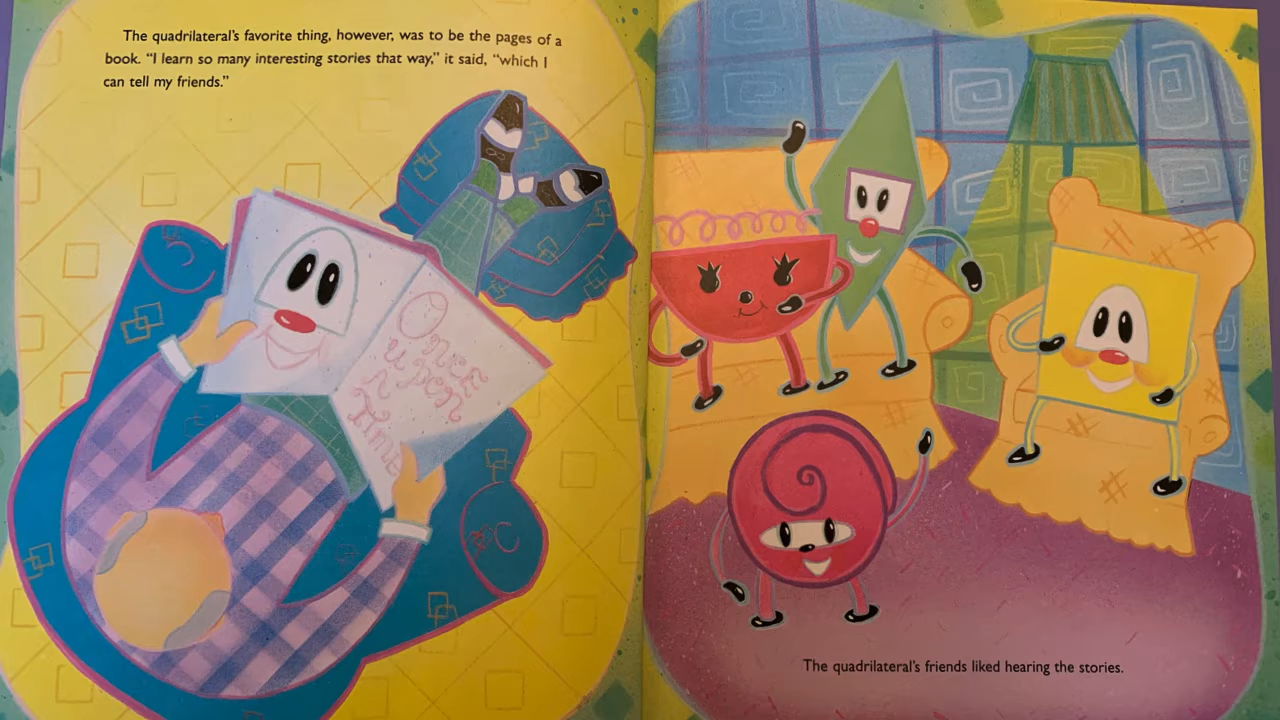 The quadrilateral's favorite thing, however, was to be the pages of a
book. “I learn so many interesting stories that way,” it said, “which I
can tell my friends.”
Once
upon
a
Time
The quadrilateral's friends liked hearing the stories.